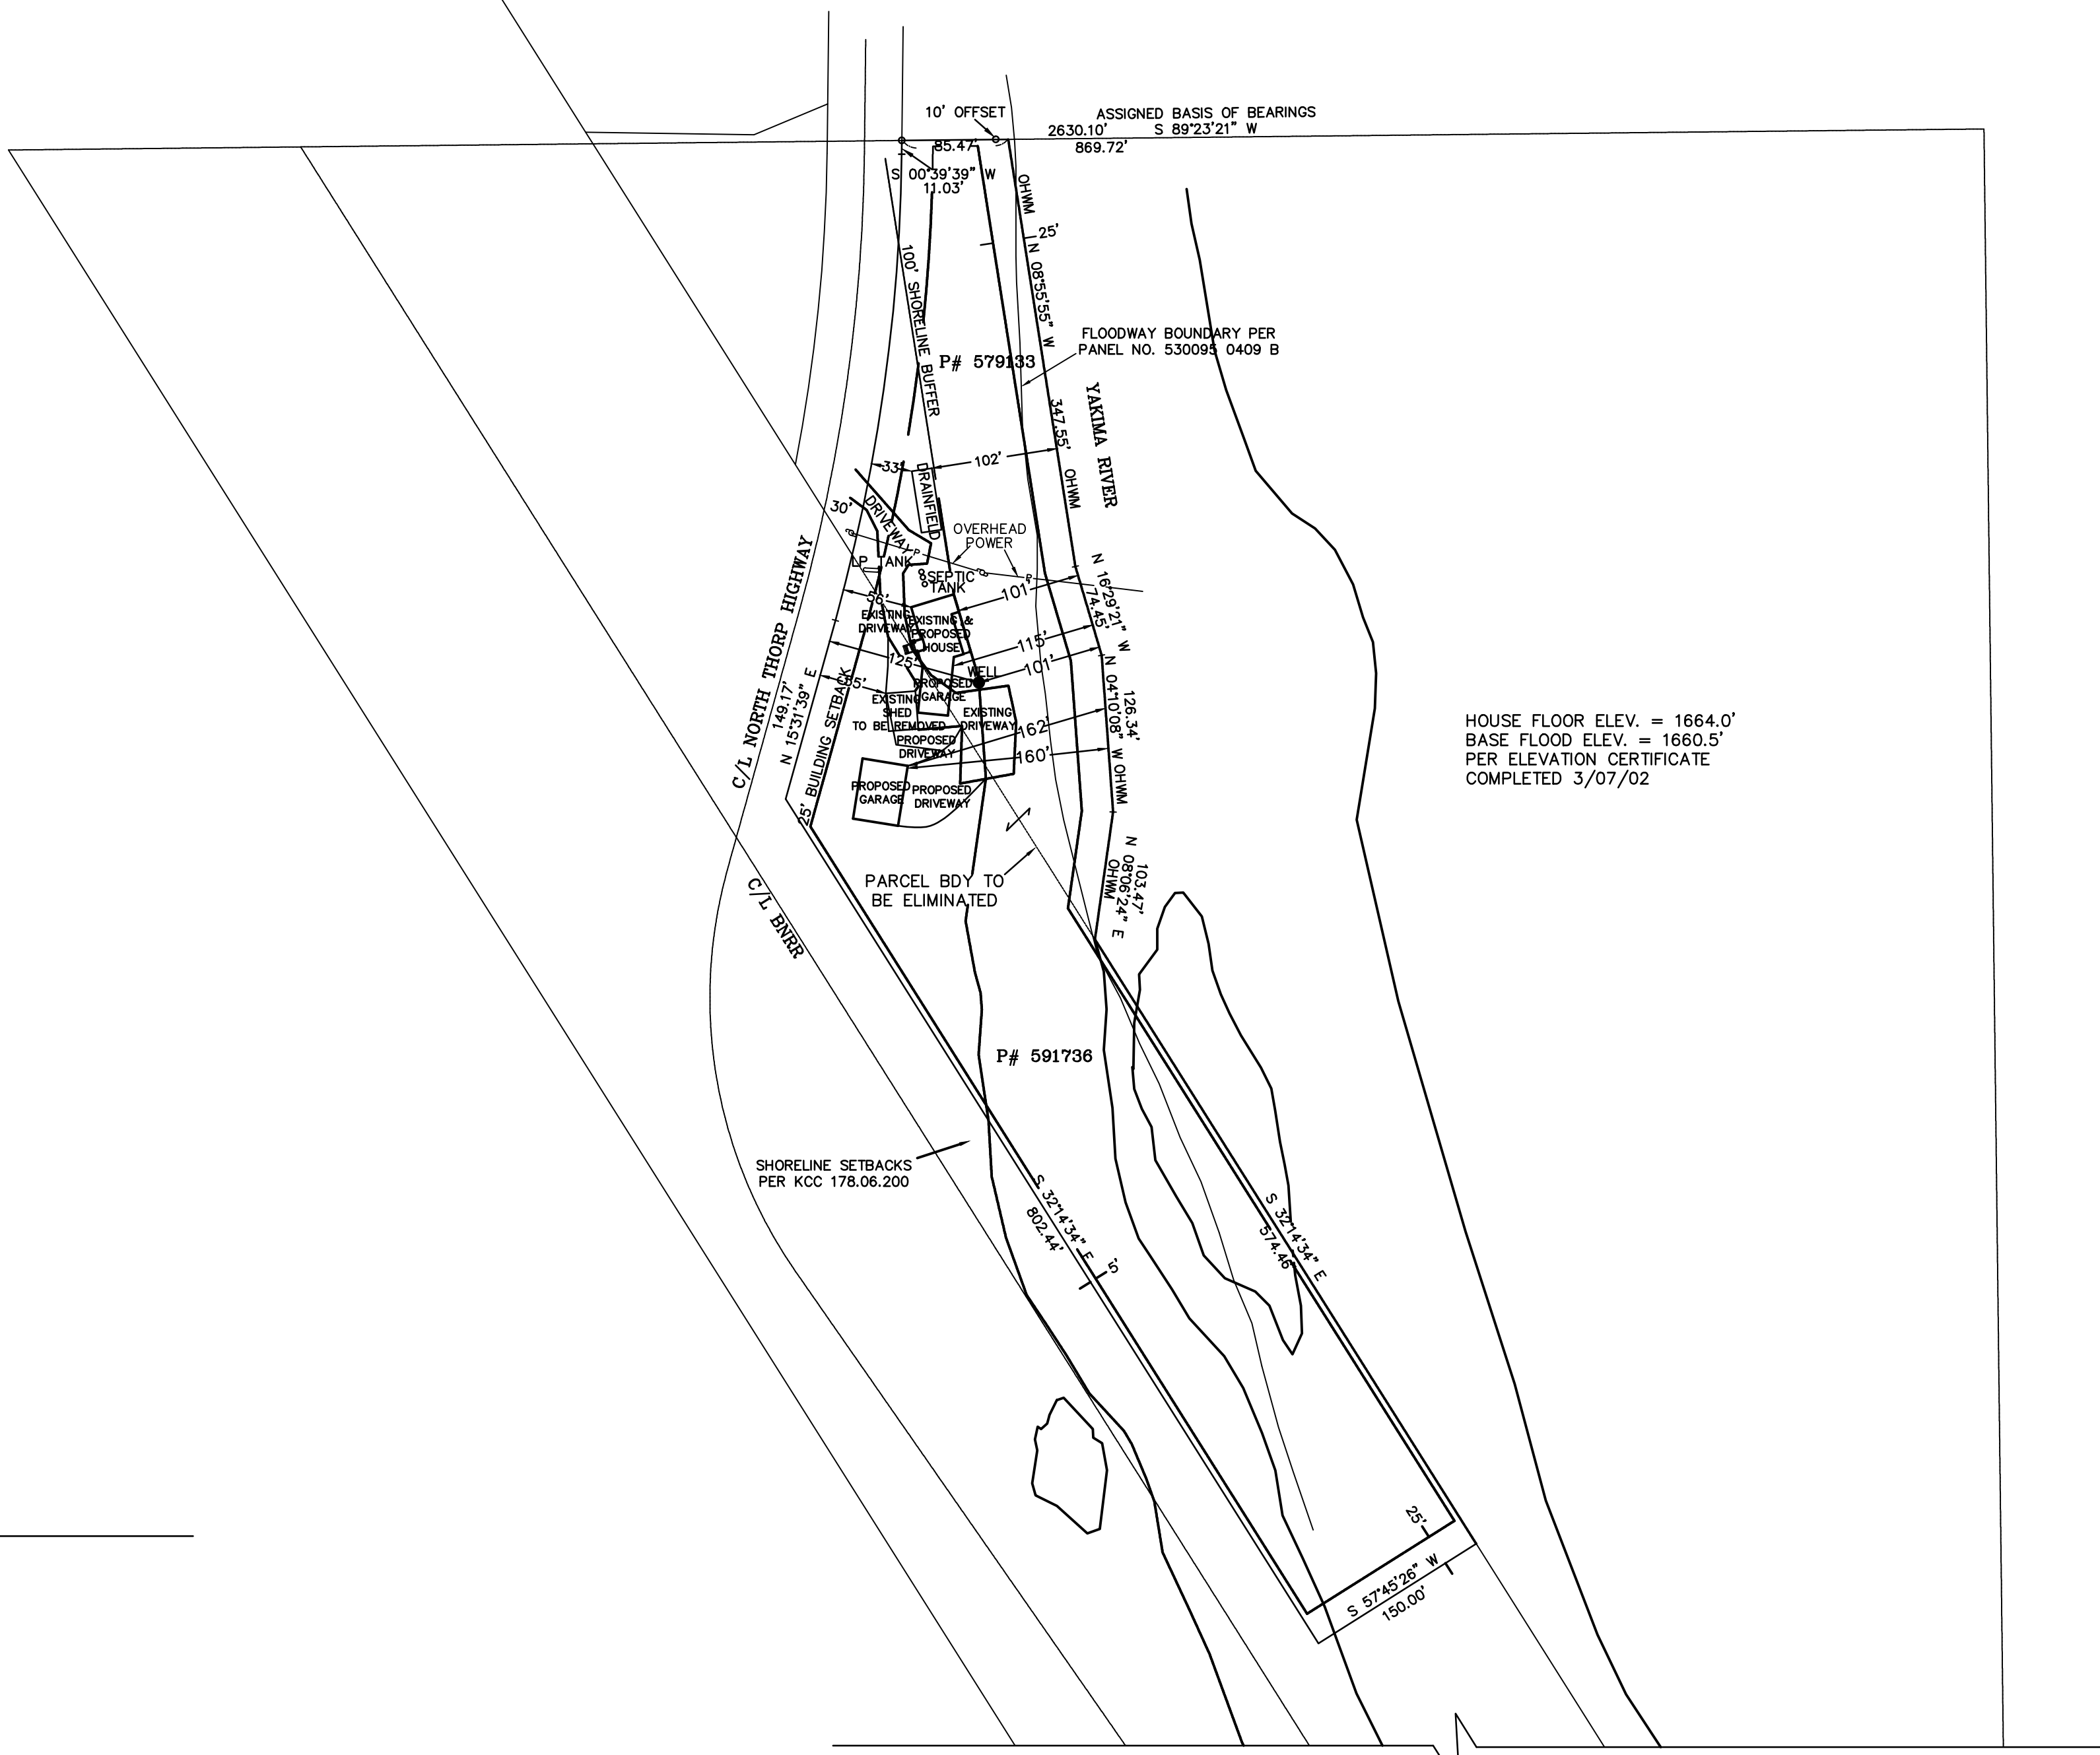 10' OFFSET
ASSIGNED BASIS OF BEARINGS
2630.10' S 89°23'21" W
869.72'
85.47'
S 00°39'39" W
11.03'
OHWM
25'
N 08°55'55" W
347.55'
OHWM
100' SHORELINE BUFFER
FLOODWAY BOUNDARY PER
PANEL NO. 530095 0409 B
P# 579133
YAKIMA RIVER
33'
102'
DRAINFIELD
30'
DRIVEWAY
OVERHEAD
POWER
P
P
LP TANK
SEPTIC
TANK
101'
N 16°29'21" W
74.45'
56'
EXISTING
DRIVEWAY
EXISTING &
PROPOSED
HOUSE
115'
125'
101'
WELL
N 04°10'08" W
126.34'
OHWM
PROPOSED
GARAGE
EXISTING
SHED
TO BE REMOVED
EXISTING
DRIVEWAY
PROPOSED
DRIVEWAY
162'
160'
PROPOSED
GARAGE
PROPOSED
DRIVEWAY
C/L NORTH THORP HIGHWAY
149.17'
N 15°31'39" E
25' BUILDING SETBACK
HOUSE FLOOR ELEV. = 1664.0'
BASE FLOOD ELEV. = 1660.5'
PER ELEVATION CERTIFICATE
COMPLETED 3/07/02
103.47'
N 08°06'24" E
OHWM
PARCEL BDY TO
BE ELIMINATED
C/L BNRR
P# 591736
SHORELINE SETBACKS
PER KCC 178.06.200
S 32°14'34" E
802.44'
5'
S 32°14'34" E
574.46'
25'
S 57°45'26" W
150.00'